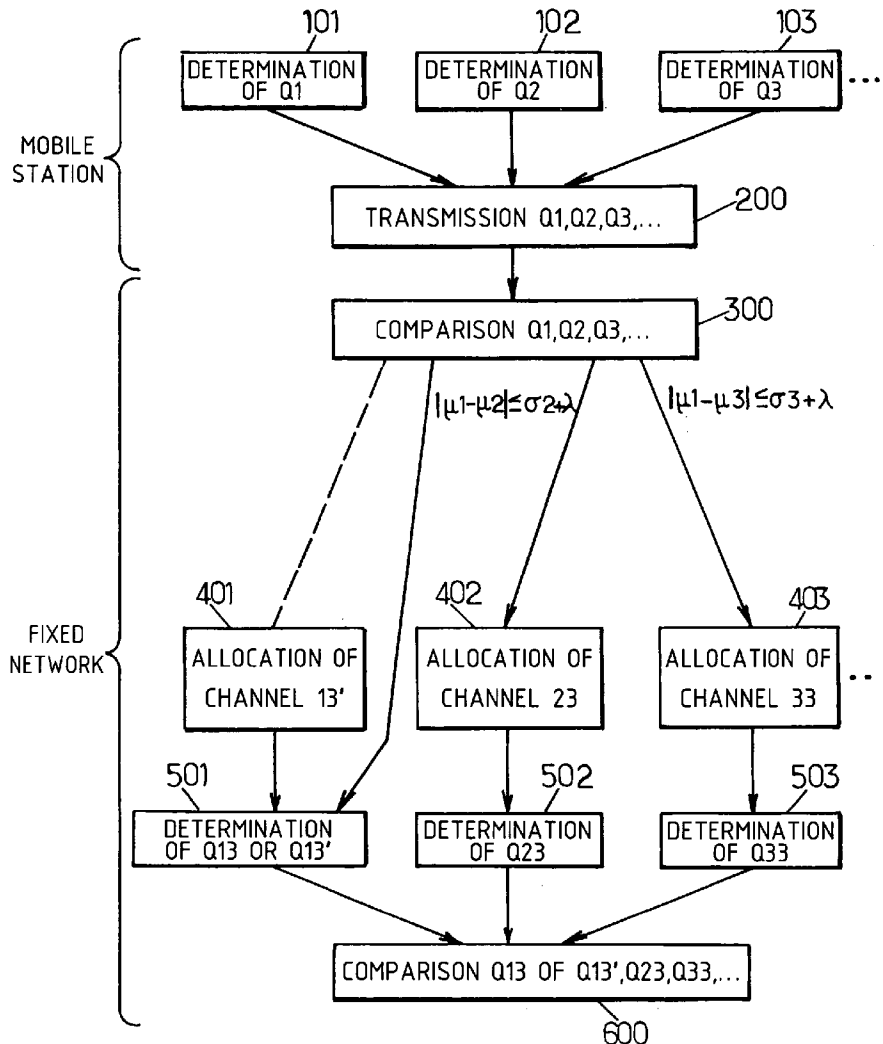 101
102
103
DETERMINATION
OF Q1
DETERMINATION
OF Q2
DETERMINATION
OF Q3
...
MOBILE
STATION
TRANSMISSION Q1,Q2,Q3,...
200
COMPARISON Q1,Q2,Q3,...
300
|μ1-μ2|≦σ2+λ
|μ1-μ3|≦σ3+λ
FIXED
NETWORK
401
402
403
ALLOCATION OF
CHANNEL 13'
ALLOCATION OF
CHANNEL 23
ALLOCATION OF
CHANNEL 33
..
501
502
503
DETERMINATION
OF Q13 OR Q13'
DETERMINATION
OF Q23
DETERMINATION
OF Q33
COMPARISON Q13 OF Q13',Q23,Q33,...
600